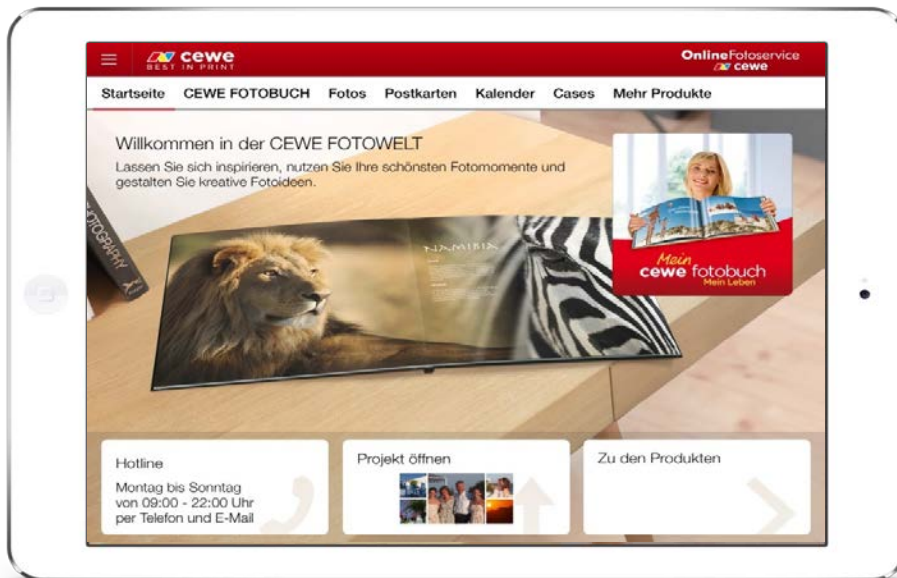 cewe
BEST IN PRINT
OnlineFotoservice
cewe
Startseite CEWE FOTOBUCH Fotos Postkarten Kalender Cases Mehr Produkte
Willkommen in der CEWE FOTOWELT
Lassen Sie sich inspirieren, nutzen Sie Ihre schönsten Fotomomente und
gestalten Sie kreative Fotoideen.
PHOTOGRAPHY
NAMIBIA
Mein
cewe fotobuch
Mein Leben
Hotline
Montag bis Sonntag
von 09:00 - 22:00 Uhr
per Telefon und E-Mail
Projekt öffnen
Zu den Produkten